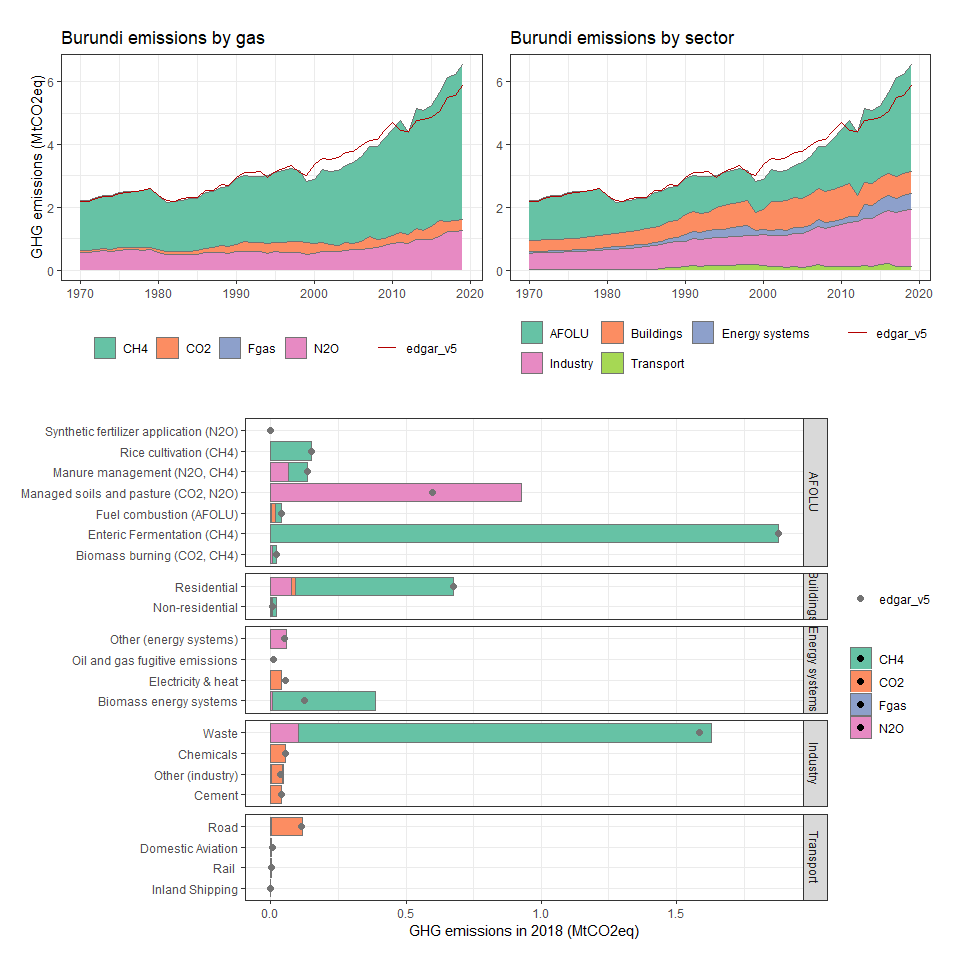 Burundi emissions by gas
GHG emissions (MtCO2eq)
6
4
2
0
1970
1980
1990
2000
2010
2020
CH4
CO2
Fgas
N2O
edgar_v5
Burundi emissions by sector
6
4
2
0
1970
1980
1990
2000
2010
2020
AFOLU
Buildings
Energy systems
Industry
Transport
edgar_v5
Synthetic fertilizer application (N2O)
Rice cultivation (CH4)
Manure management (N2O, CH4)
Managed soils and pasture (CO2, N2O)
Fuel combustion (AFOLU)
Enteric Fermentation (CH4)
Biomass burning (CO2, CH4)
AFOLU
Residential
Non-residential
Buildings
Other (energy systems)
Oil and gas fugitive emissions
Electricity & heat
Biomass energy systems
Energy systems
Waste
Chemicals
Other (industry)
Cement
Industry
Road
Domestic Aviation
Rail
Inland Shipping
Transport
0.0
0.5
1.0
1.5
GHG emissions in 2018 (MtCO2eq)
edgar_v5
CH4
CO2
Fgas
N2O